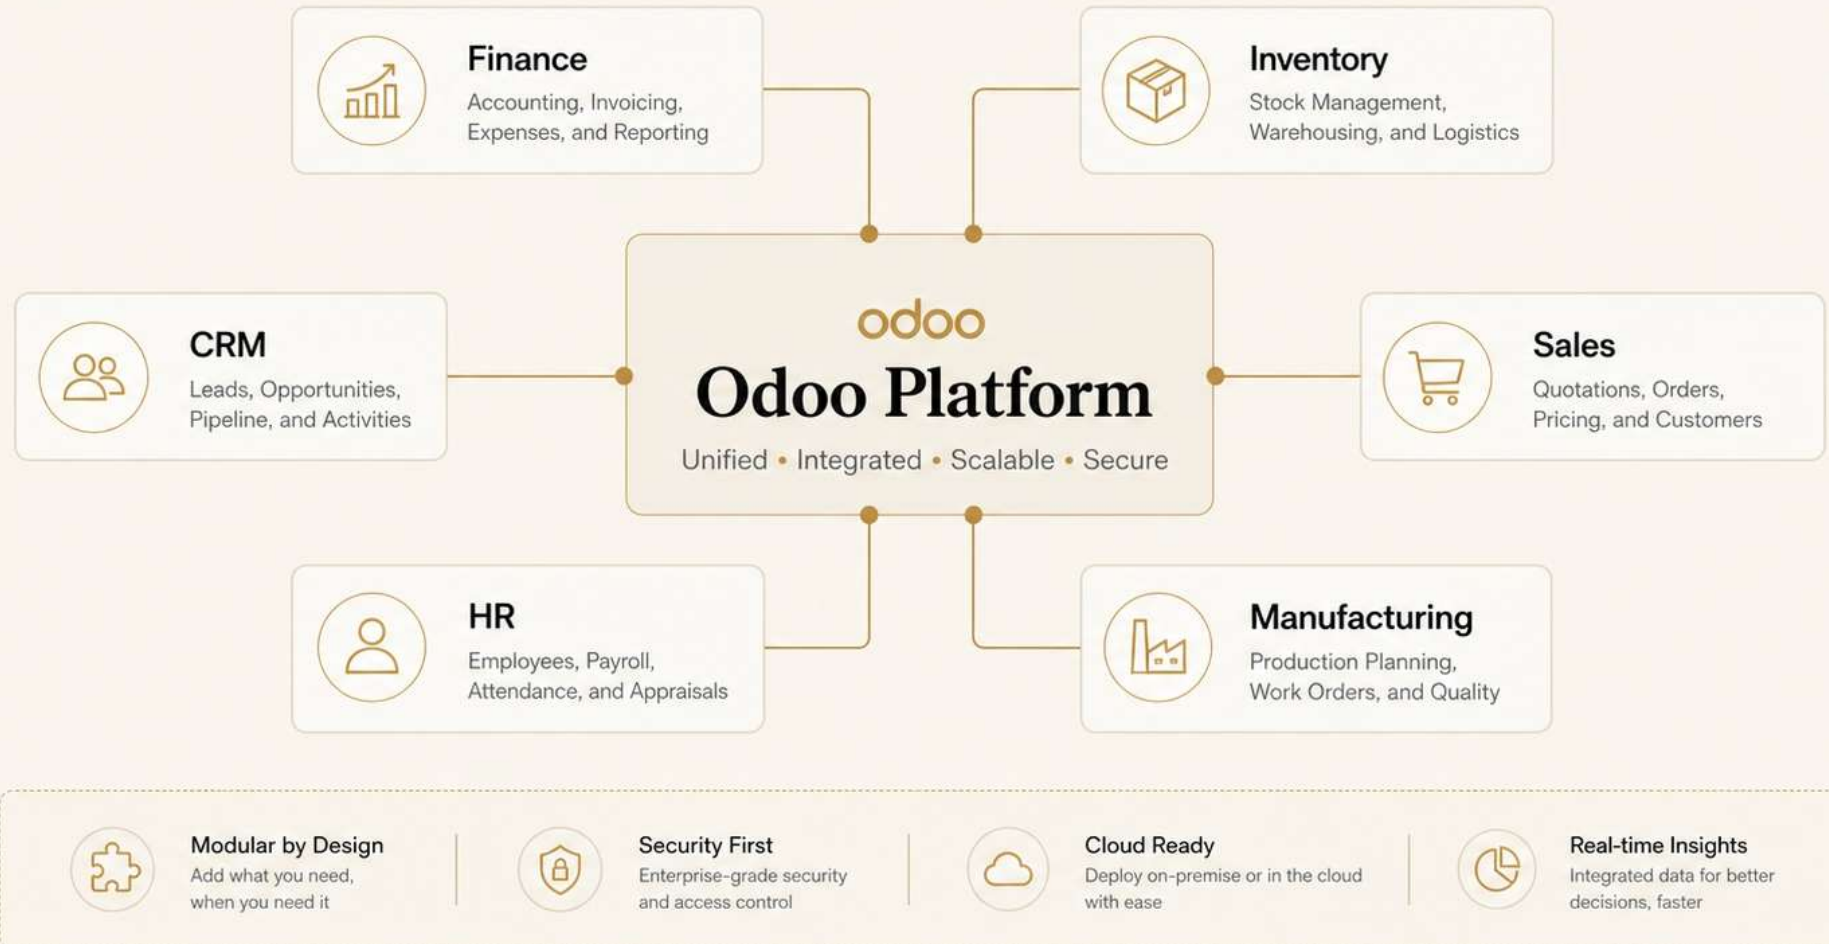 Finance
Accounting, Invoicing,
Expenses, and Reporting
Inventory
Stock Management,
Warehousing, and Logistics
CRM
Leads, Opportunities,
Pipeline, and Activities
odoo
Odoo Platform
Unified • Integrated • Scalable • Secure
Sales
Quotations, Orders,
Pricing, and Customers
HR
Employees, Payroll,
Attendance, and Appraisals
Manufacturing
Production Planning,
Work Orders, and Quality
Modular by Design
Add what you need,
when you need it
Security First
Enterprise-grade security
and access control
Cloud Ready
Deploy on-premise or in the cloud
with ease
Real-time Insights
Integrated data for better
decisions, faster